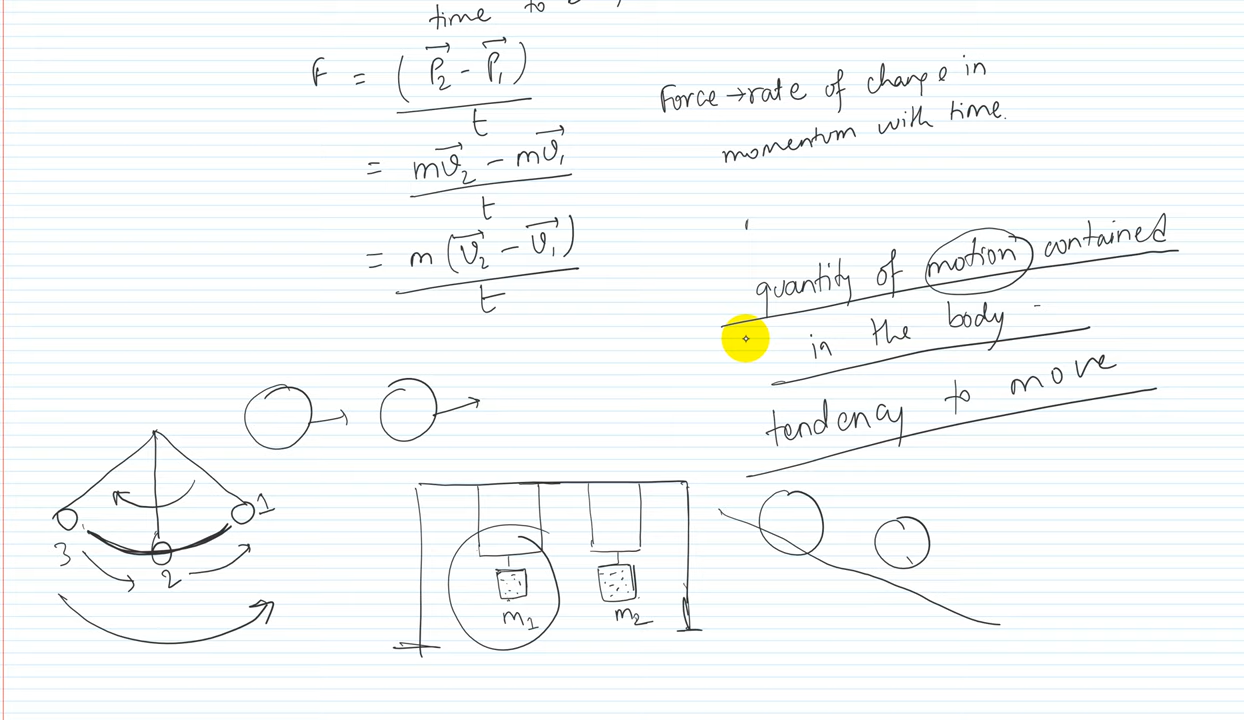 time to
F = (P₂ - P₁)
t
= mv₂ - mv₁
t
= m (v₂ - v₁)
t
Force → rate of change in
momentum with time.
quantity of motion contained
in the body
tendency to move
1
3
2
m₁ m₂